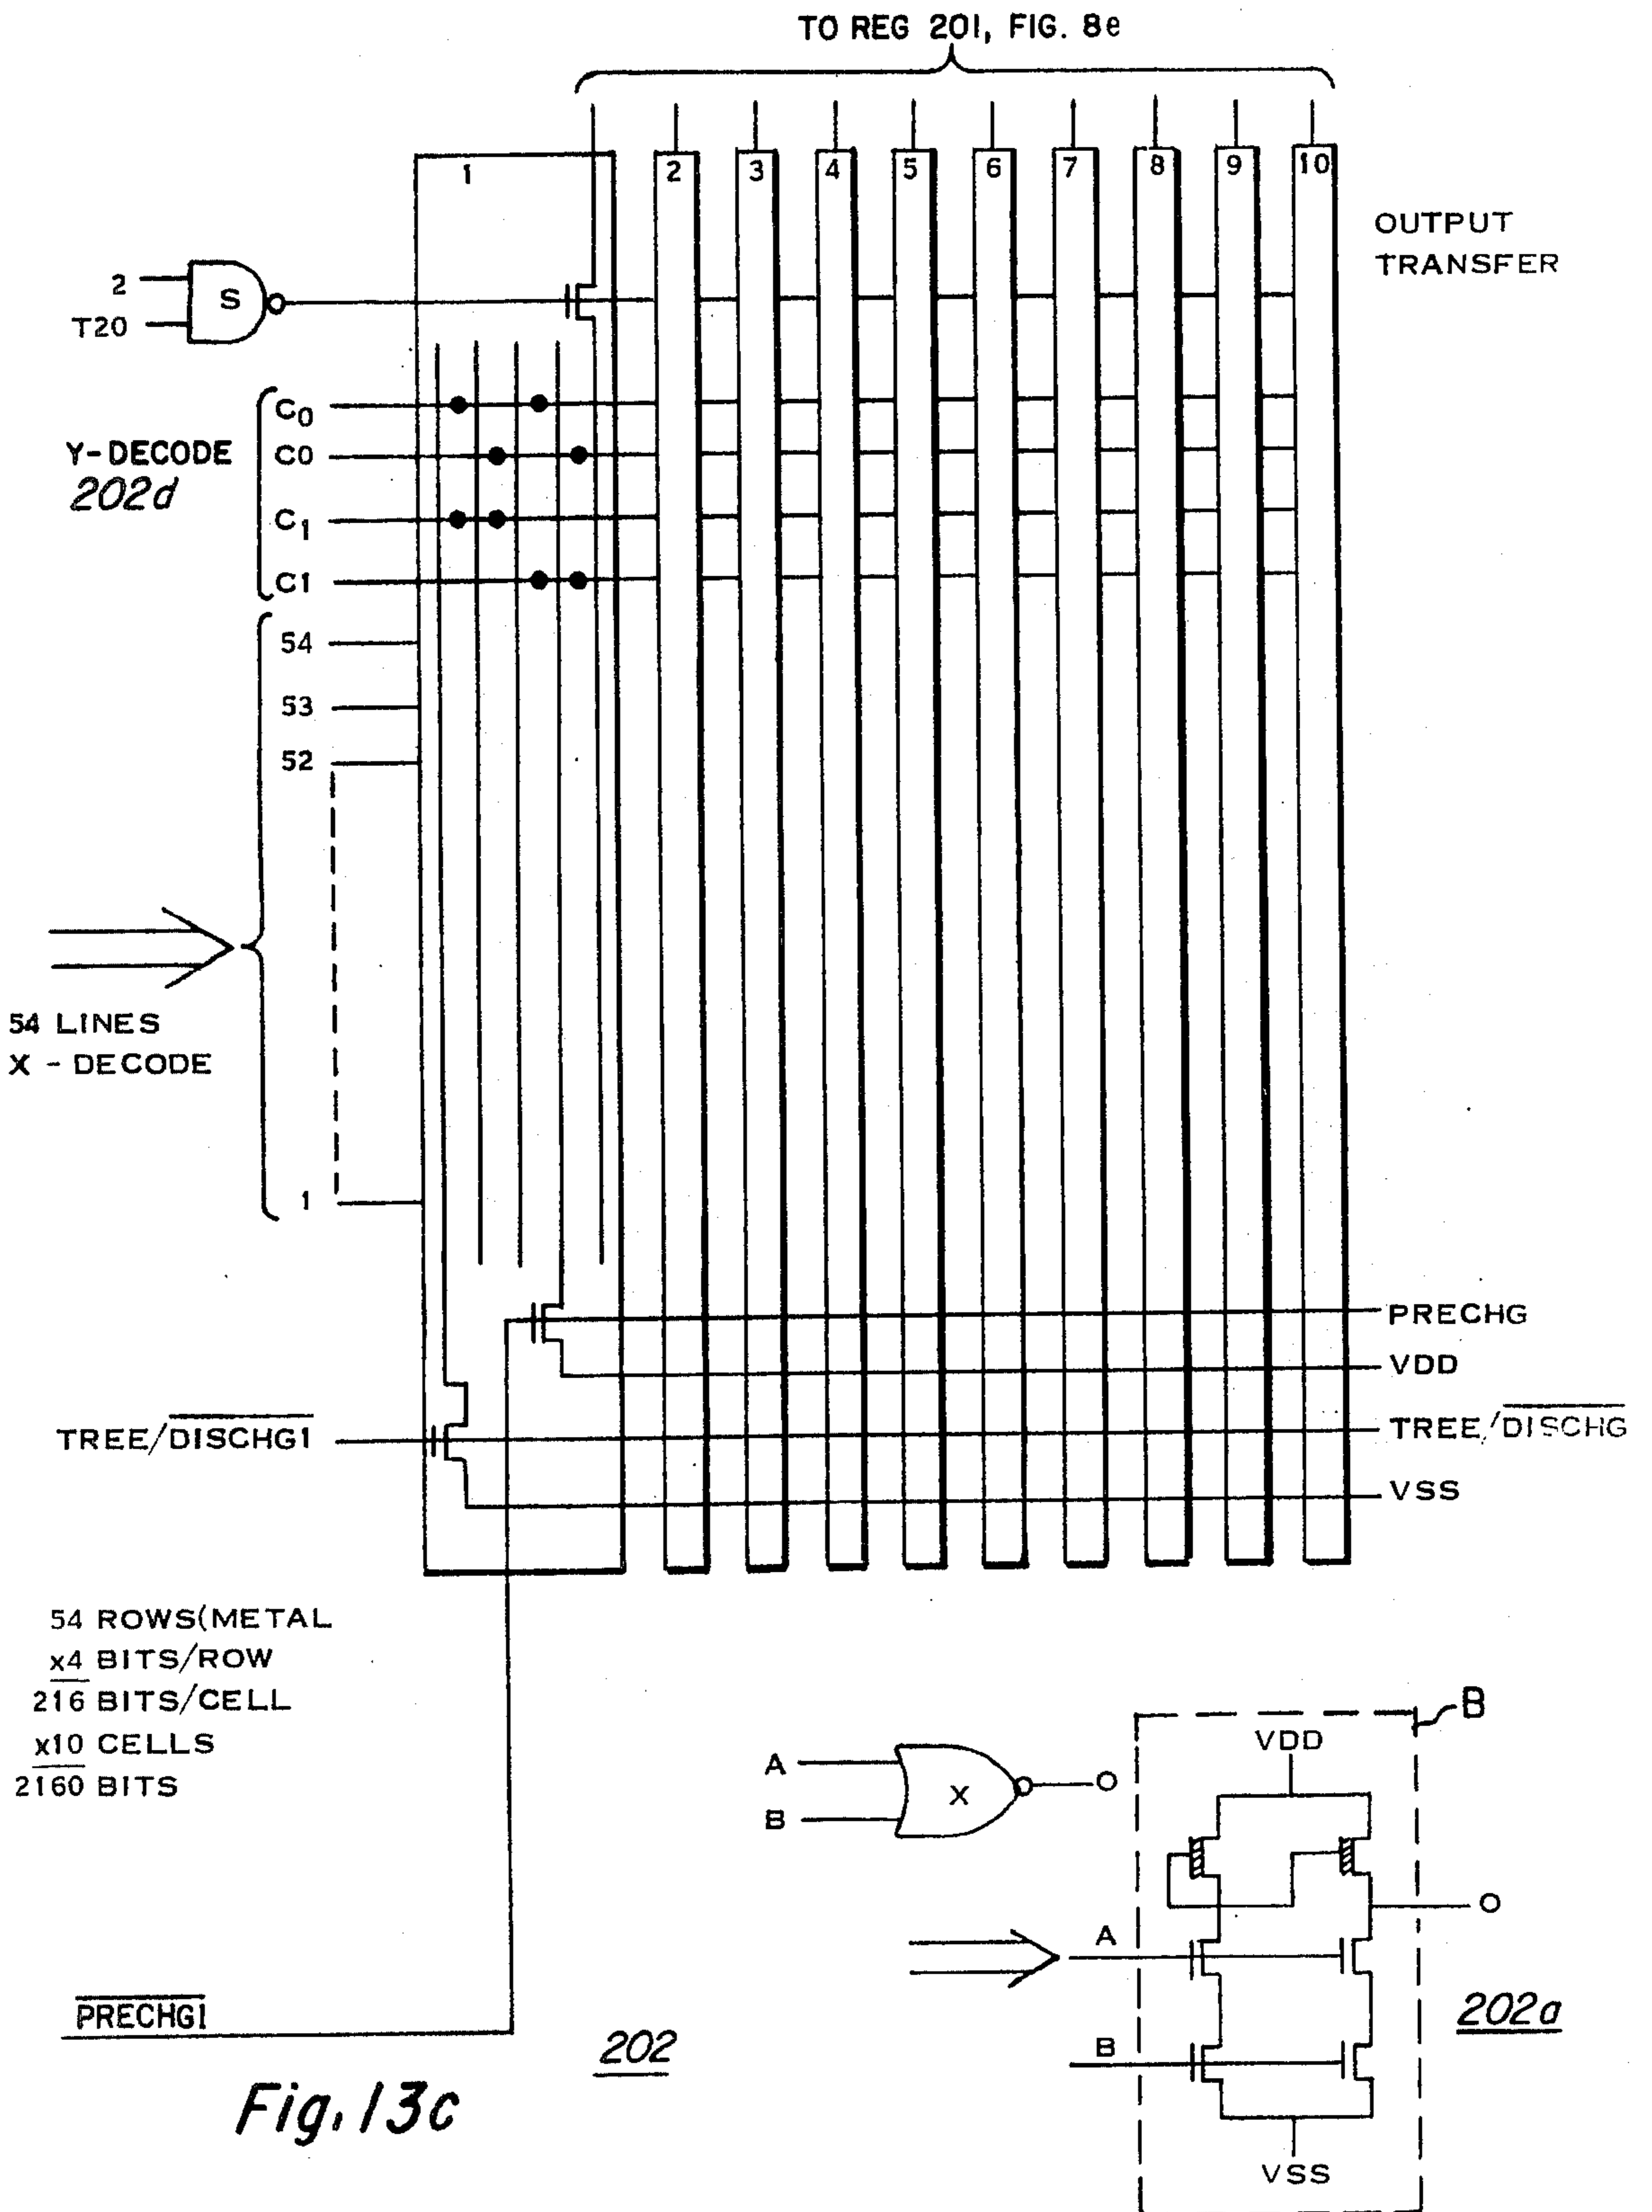 TO REG 201, FIG. 8e
1 2 3 4 5 6 7 8 9 10
OUTPUT
TRANSFER
2
S
T20
Y-DECODE
202d
C0
C0
C1
C1
54
53
52
54 LINES
X - DECODE
1
PRECHG
VDD
TREE/DISCHG1
TREE/DISCHG
VSS
54 ROWS(METAL
x4 BITS/ROW
216 BITS/CELL
x10 CELLS
2160 BITS
B
VDD
A
X
O
B
O
A
202a
B
VSS
PRECHG1
202
Fig. 13c